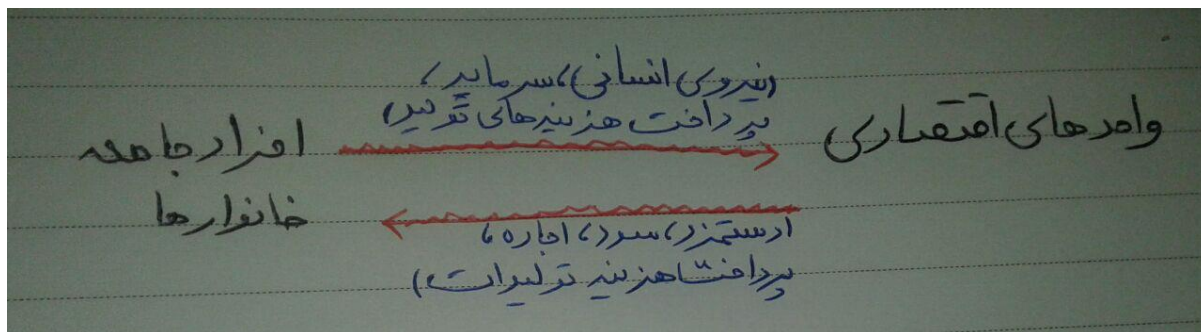 (نیروی انسانی، سرمایه،
پرداخت هزینه‌های تولید)
واحدهای اقتصادی
افراد جامعه
خانوارها
(دستمزد، سود، اجاره،
پرداخت هزینه تولیدات)